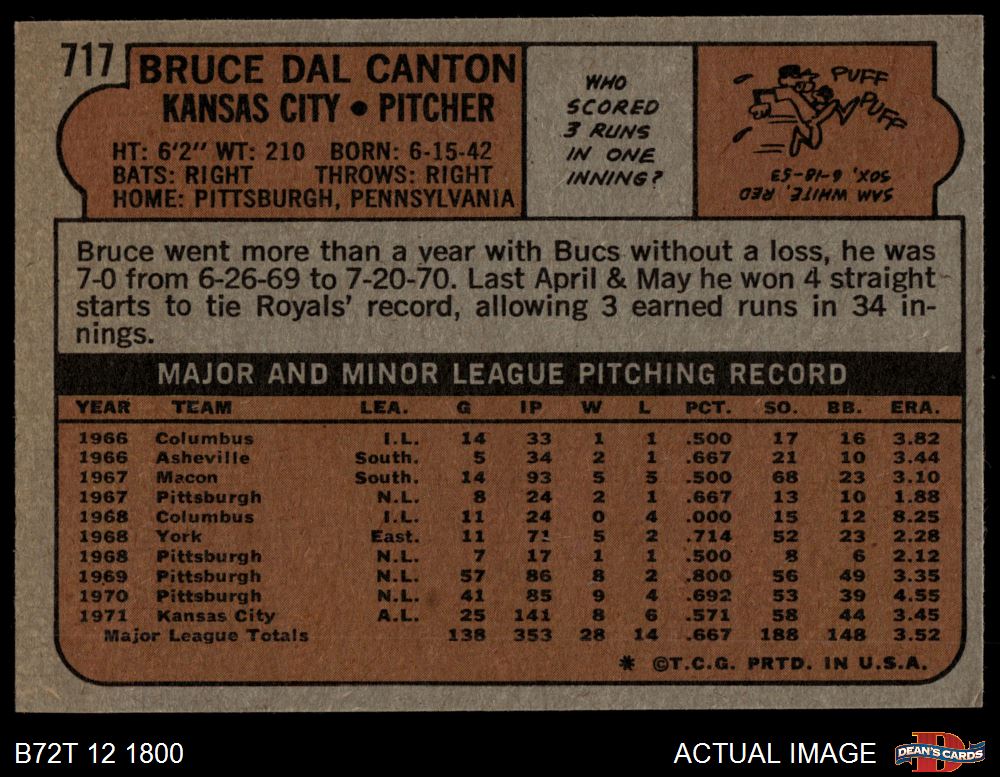 717
BRUCE DAL CANTON
KANSAS CITY • PITCHER
HT: 6'2" WT: 210 BORN: 6-15-42
BATS: RIGHT THROWS: RIGHT
HOME: PITTSBURGH, PENNSYLVANIA
WHO
SCORED
3 RUNS
IN ONE
INNING?
PUFF
PUFF
SAM WHITE, RED
SOX, 6-18-53
Bruce went more than a year with Bucs without a loss, he was
7-0 from 6-26-69 to 7-20-70. Last April & May he won 4 straight
starts to tie Royals' record, allowing 3 earned runs in 34 in-
nings.
MAJOR AND MINOR LEAGUE PITCHING RECORD
YEAR TEAM LEA. G IP W L PCT. SO. BB. ERA.
1966 Columbus I.L. 14 33 1 1 .500 17 16 3.82
1966 Asheville South. 5 34 2 1 .667 21 10 3.44
1967 Macon South. 14 93 5 5 .500 68 23 3.10
1967 Pittsburgh N.L. 8 24 2 1 .667 13 10 1.88
1968 Columbus I.L. 11 24 0 4 .000 15 12 8.25
1968 York East. 11 71 5 2 .714 52 23 2.28
1968 Pittsburgh N.L. 7 17 1 1 .500 8 6 2.12
1969 Pittsburgh N.L. 57 86 8 2 .800 56 49 3.35
1970 Pittsburgh N.L. 41 85 9 4 .692 53 39 4.55
1971 Kansas City A.L. 25 141 8 6 .571 58 44 3.45
Major League Totals 138 353 28 14 .667 188 148 3.52
* ©T.C.G. PRTD. IN U.S.A.
B72T 12 1800
ACTUAL IMAGE
D
DEAN'S CARDS